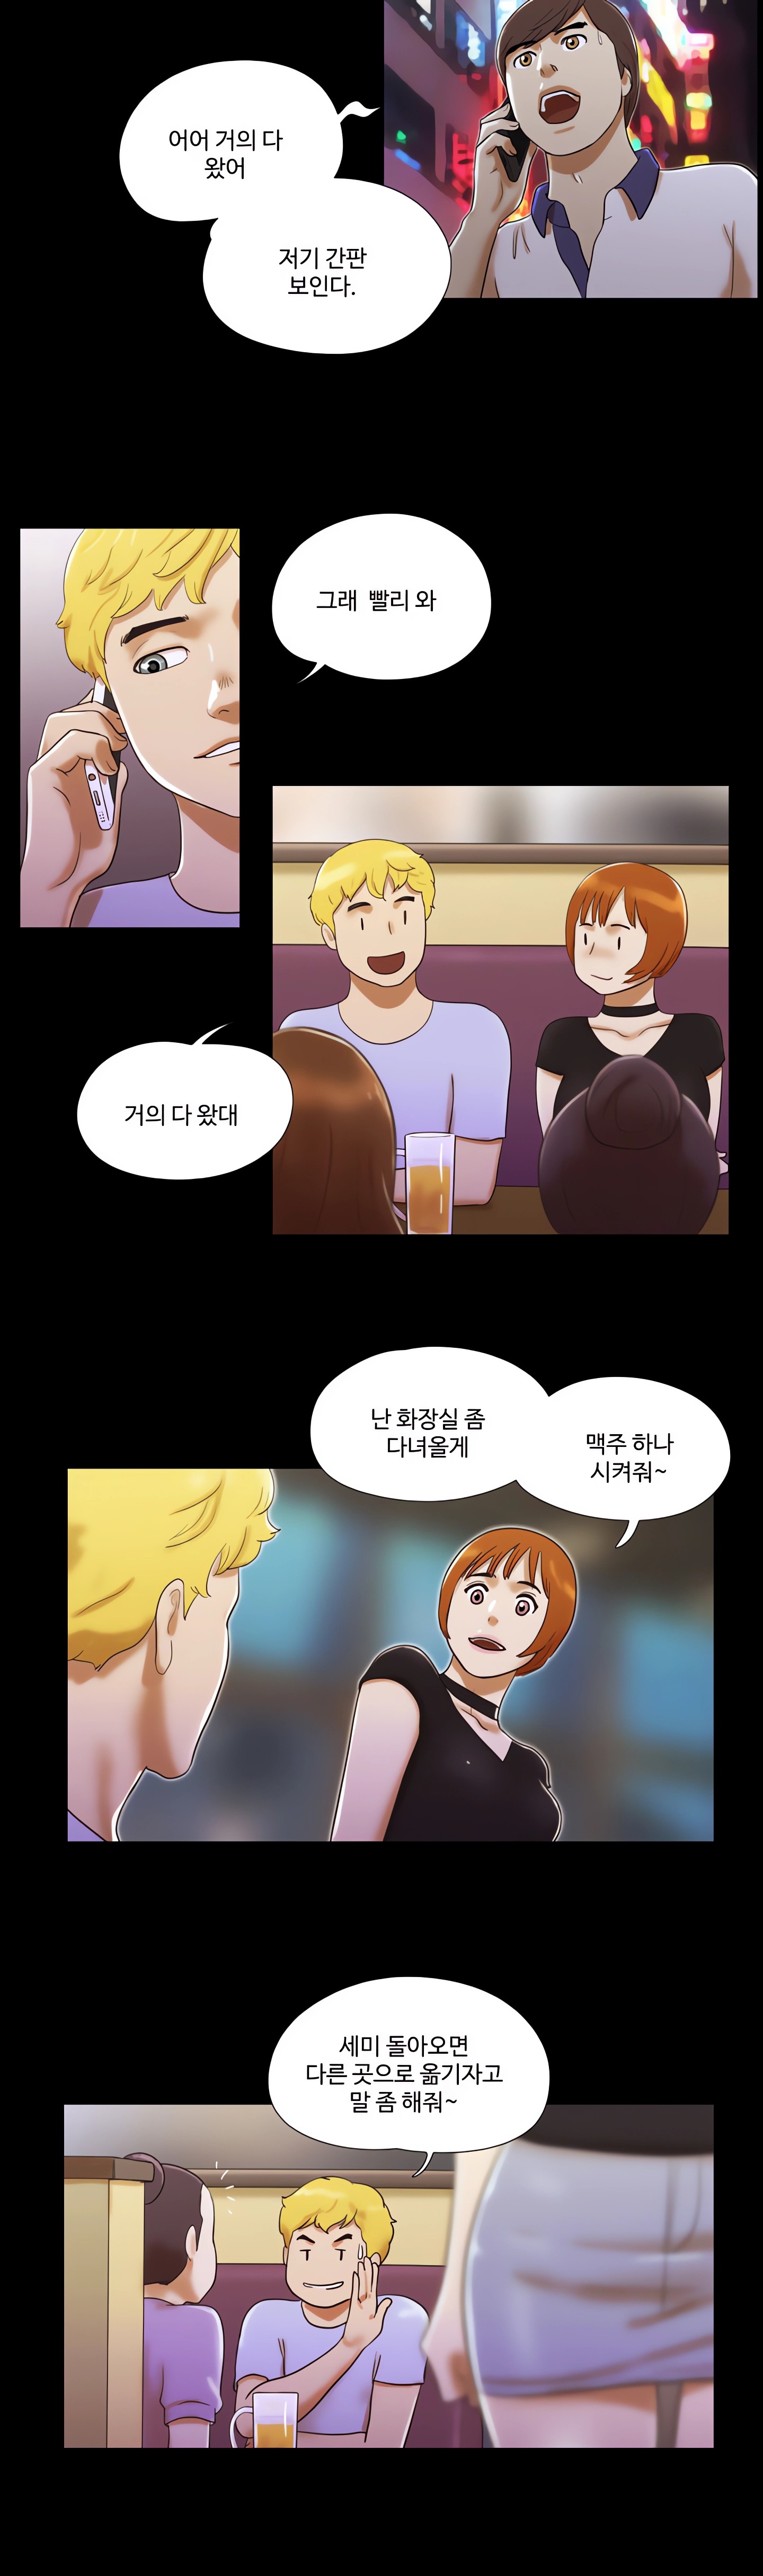 어어 거의 다
왔어
저기 간판
보인다.
그래 빨리 와
거의 다 왔대
난 화장실 좀
다녀올게
맥주 하나
시켜줘~
세미 돌아오면
다른 곳으로 옮기자고
말 좀 해줘~